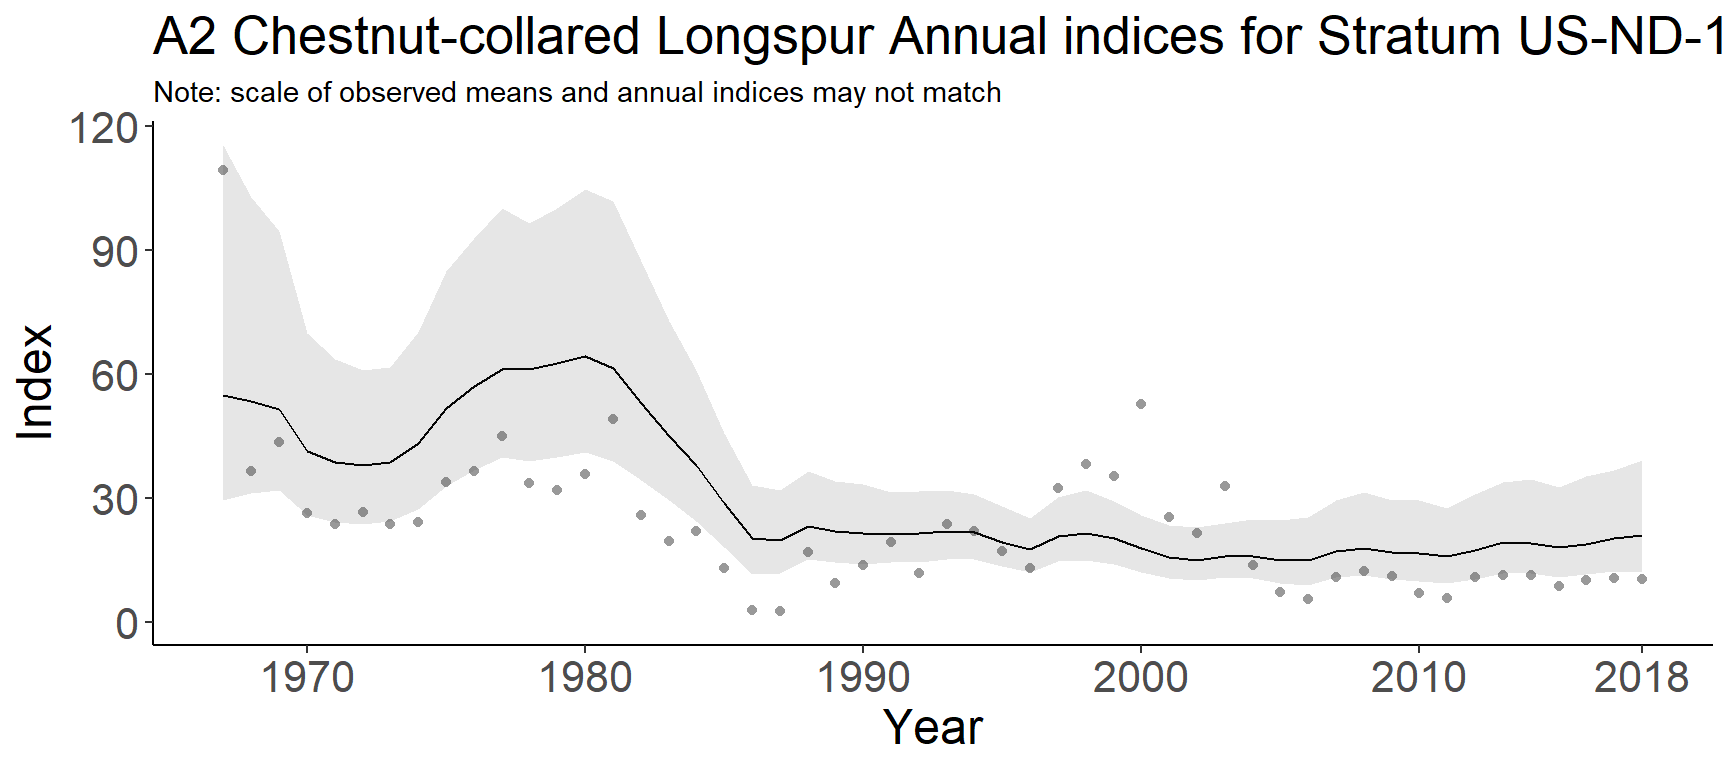 A2 Chestnut-collared Longspur Annual indices for Stratum US-ND-1
Note: scale of observed means and annual indices may not match
120
90
60
30
0
Index
1970 1980 1990 2000 2010 2018
Year